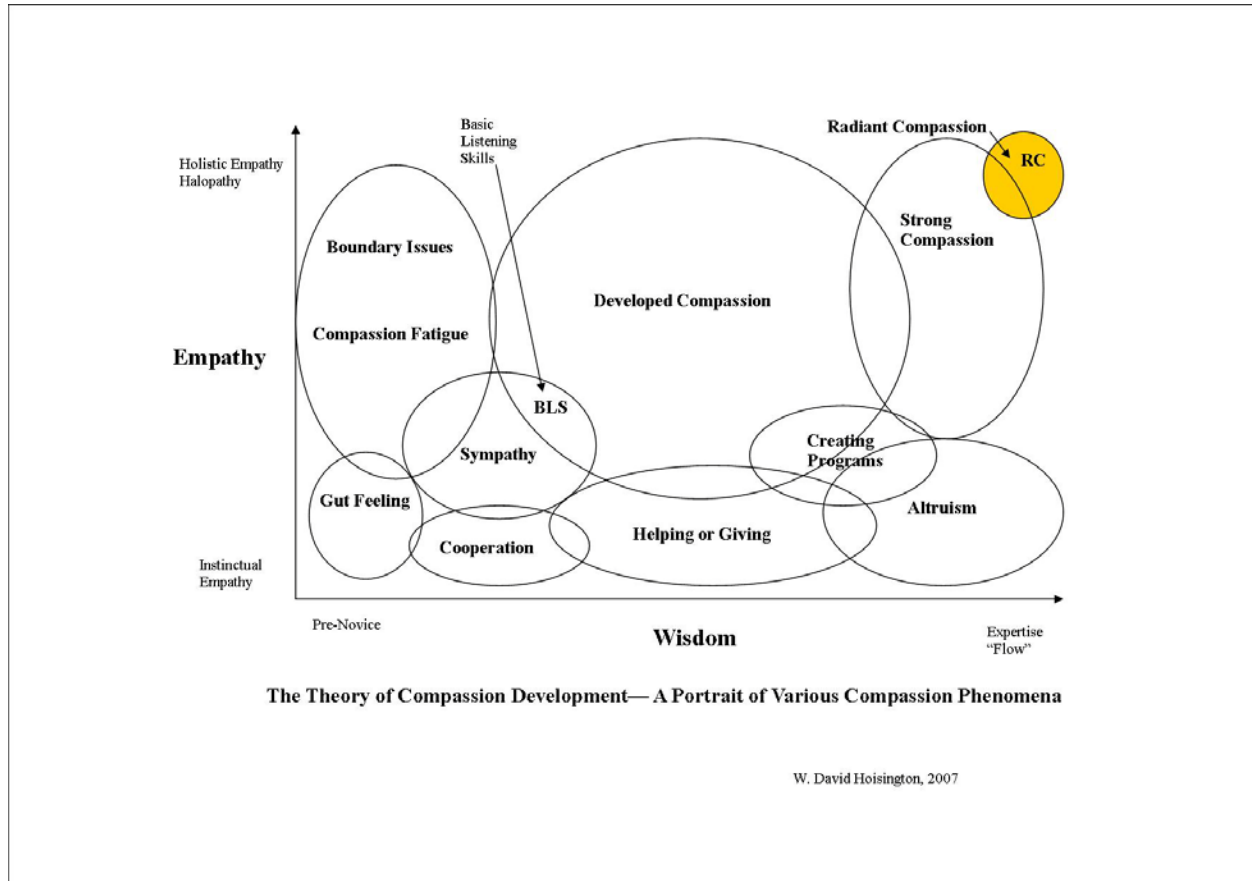 Basic
Listening
Skills
Radiant Compassion
RC
Holistic Empathy
Halopathy
Strong
Compassion
Boundary Issues
Developed Compassion
Compassion Fatigue
Empathy
BLS
Sympathy
Creating
Programs
Gut Feeling
Altruism
Helping or Giving
Cooperation
Instinctual
Empathy
Pre-Novice
Wisdom
Expertise
“Flow”
The Theory of Compassion Development— A Portrait of Various Compassion Phenomena
W. David Hoisington, 2007